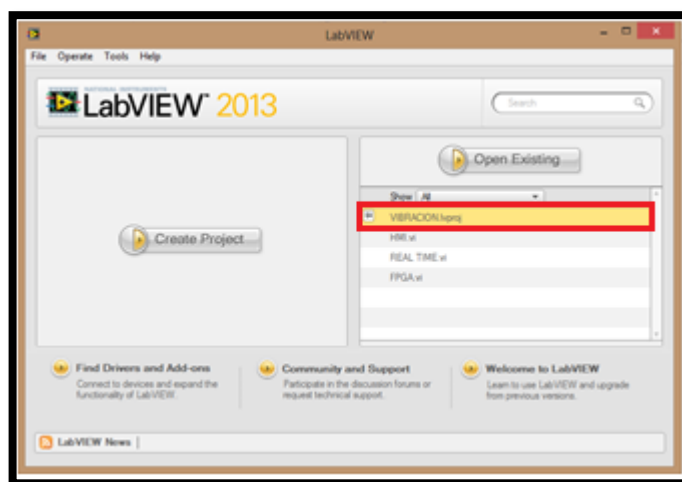 LabVIEW
File Operate Tools Help
NATIONAL INSTRUMENTS
LabVIEW™ 2013
Search
Create Project
Open Existing
Show All
VIBRACION.lvproj
HMI.vi
REAL TIME.vi
FPGA.vi
Find Drivers and Add-ons
Connect to devices and expand the
functionality of LabVIEW.
Community and Support
Participate in the discussion forums or
request technical support.
Welcome to LabVIEW
Learn to use LabVIEW and upgrade
from previous versions.
LabVIEW News